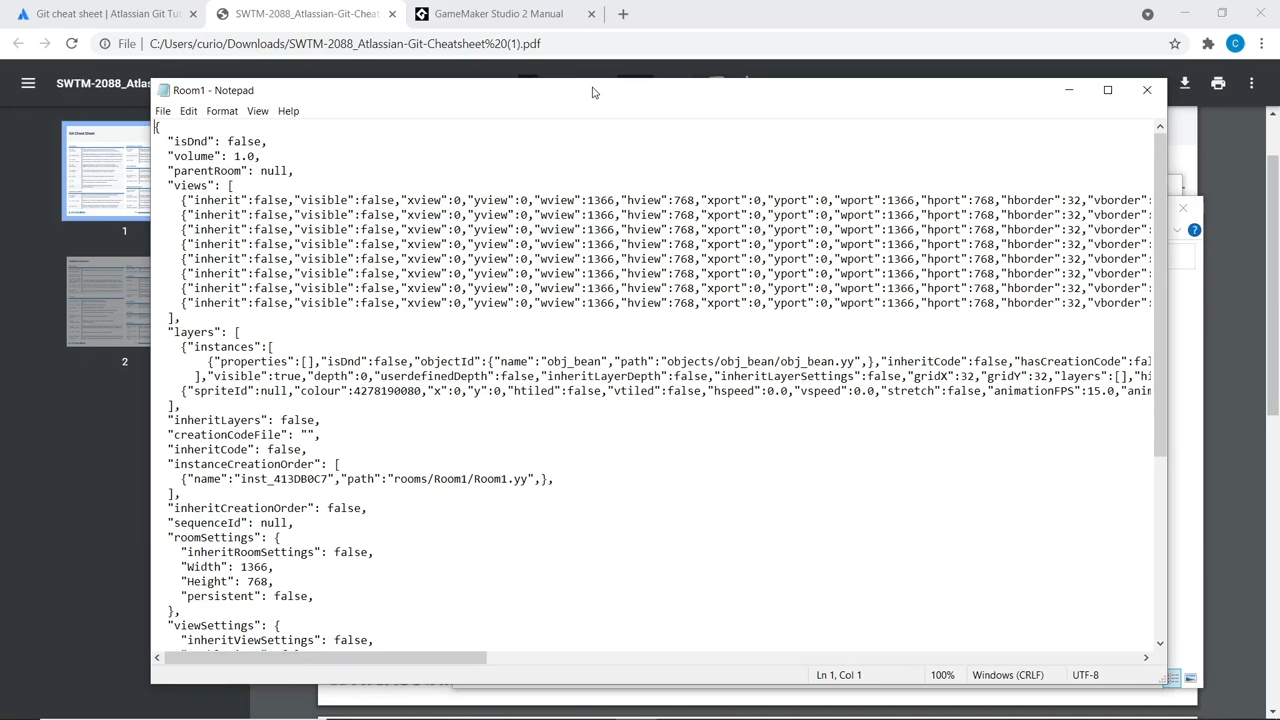 Git cheat sheet | Atlassian Git Tut
SWTM-2088_Atlassian-Git-Cheat
GameMaker Studio 2 Manual
File
C:/Users/curio/Downloads/SWTM-2088_Atlassian-Git-Cheatsheet%20(1).pdf
C
SWTM-2088_Atlas
1
2
Room1 - Notepad
File Edit Format View Help
{
"isDnd": false,
"volume": 1.0,
"parentRoom": null,
"views": [
{"inherit":false,"visible":false,"xview":0,"yview":0,"wview":1366,"hview":768,"xport":0,"yport":0,"wport":1366,"hport":768,"hborder":32,"vborder":
{"inherit":false,"visible":false,"xview":0,"yview":0,"wview":1366,"hview":768,"xport":0,"yport":0,"wport":1366,"hport":768,"hborder":32,"vborder":
{"inherit":false,"visible":false,"xview":0,"yview":0,"wview":1366,"hview":768,"xport":0,"yport":0,"wport":1366,"hport":768,"hborder":32,"vborder":
{"inherit":false,"visible":false,"xview":0,"yview":0,"wview":1366,"hview":768,"xport":0,"yport":0,"wport":1366,"hport":768,"hborder":32,"vborder":
{"inherit":false,"visible":false,"xview":0,"yview":0,"wview":1366,"hview":768,"xport":0,"yport":0,"wport":1366,"hport":768,"hborder":32,"vborder":
{"inherit":false,"visible":false,"xview":0,"yview":0,"wview":1366,"hview":768,"xport":0,"yport":0,"wport":1366,"hport":768,"hborder":32,"vborder":
{"inherit":false,"visible":false,"xview":0,"yview":0,"wview":1366,"hview":768,"xport":0,"yport":0,"wport":1366,"hport":768,"hborder":32,"vborder":
{"inherit":false,"visible":false,"xview":0,"yview":0,"wview":1366,"hview":768,"xport":0,"yport":0,"wport":1366,"hport":768,"hborder":32,"vborder":
],
"layers": [
{"instances":[
{"properties":[],"isDnd":false,"objectId":{"name":"obj_bean","path":"objects/obj_bean/obj_bean.yy",},"inheritCode":false,"hasCreationCode":fal
],"visible":true,"depth":0,"userdefinedDepth":false,"inheritLayerDepth":false,"inheritLayerSettings":false,"gridX":32,"gridY":32,"layers":[],"hi
{"spriteId":null,"colour":4278190080,"x":0,"y":0,"htiled":false,"vtiled":false,"hspeed":0.0,"vspeed":0.0,"stretch":false,"animationFPS":15.0,"anim
],
"inheritLayers": false,
"creationCodeFile": "",
"inheritCode": false,
"instanceCreationOrder": [
{"name":"inst_413DB0C7","path":"rooms/Room1/Room1.yy",},
],
"inheritCreationOrder": false,
"sequenceId": null,
"roomSettings": {
"inheritRoomSettings": false,
"Width": 1366,
"Height": 768,
"persistent": false,
},
"viewSettings": {
"inheritViewSettings": false,
Ln 1, Col 1
100%
Windows (CRLF)
UTF-8